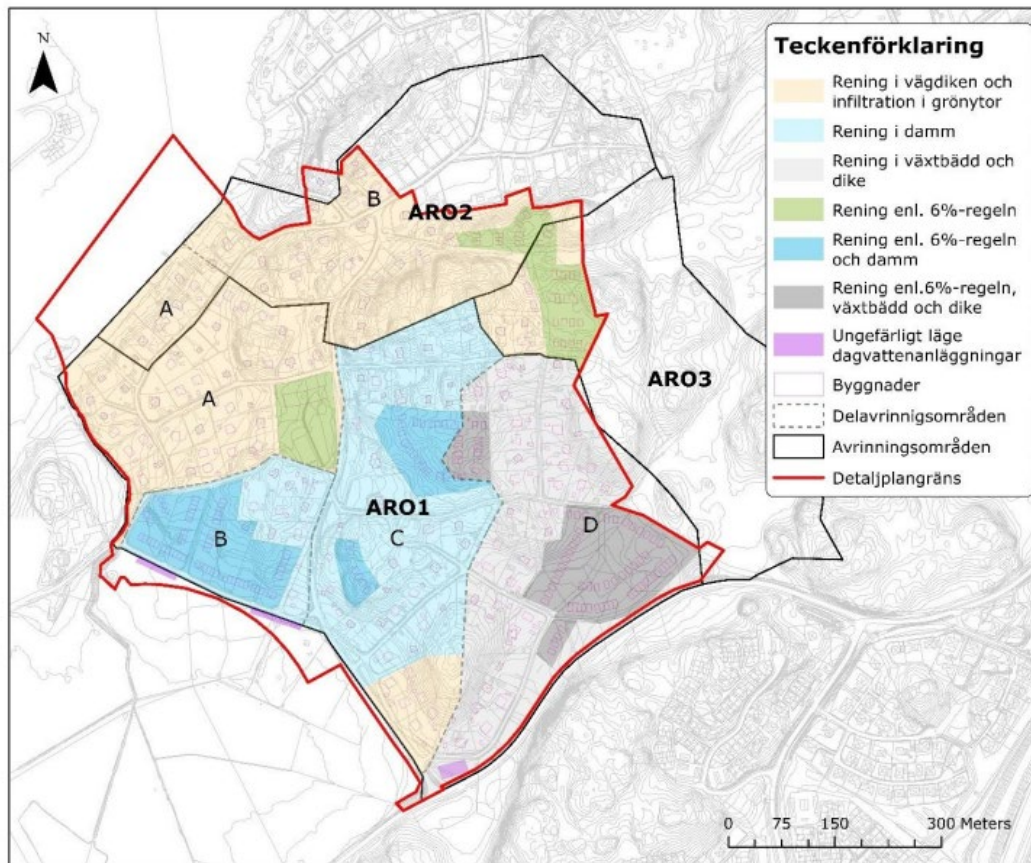 N
Teckenförklaring
Rening i vägdiken och
infiltration i grönytor
Rening i damm
Rening i växtbädd och
dike
Rening enl. 6%-regeln
Rening enl. 6%-regeln
och damm
Rening enl.6%-regeln,
växtbädd och dike
Ungefärligt läge
dagvattenanläggningar
Byggnader
Delavrinnigsområden
Avrinningsområden
Detaljplangräns
B
ARO2
A
A
ARO3
ARO1
B
C
D
0 75 150 300 Meters